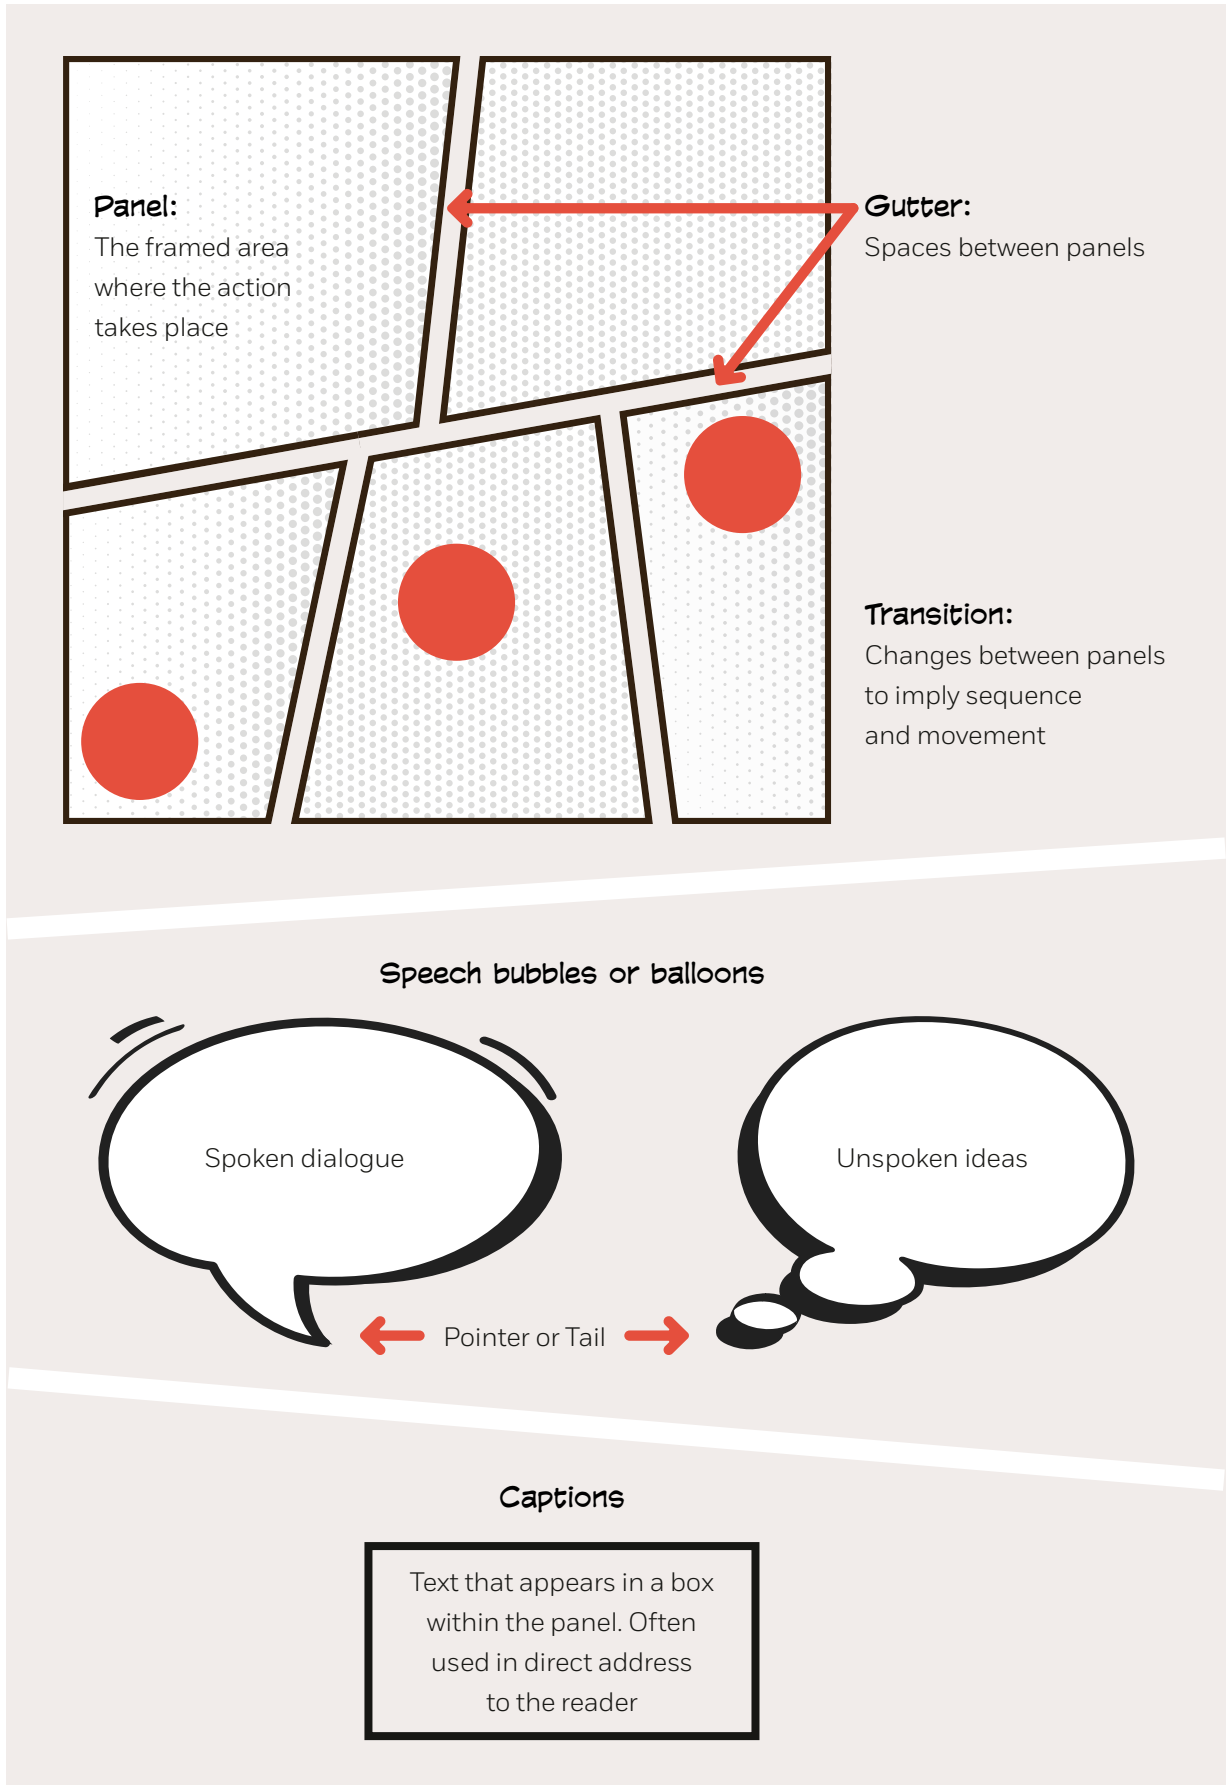 Panel:
The framed area
where the action
takes place
Gutter:
Spaces between panels
Transition:
Changes between panels
to imply sequence
and movement
Speech bubbles or balloons
Spoken dialogue
Unspoken ideas
Pointer or Tail
Captions
Text that appears in a box
within the panel. Often
used in direct address
to the reader